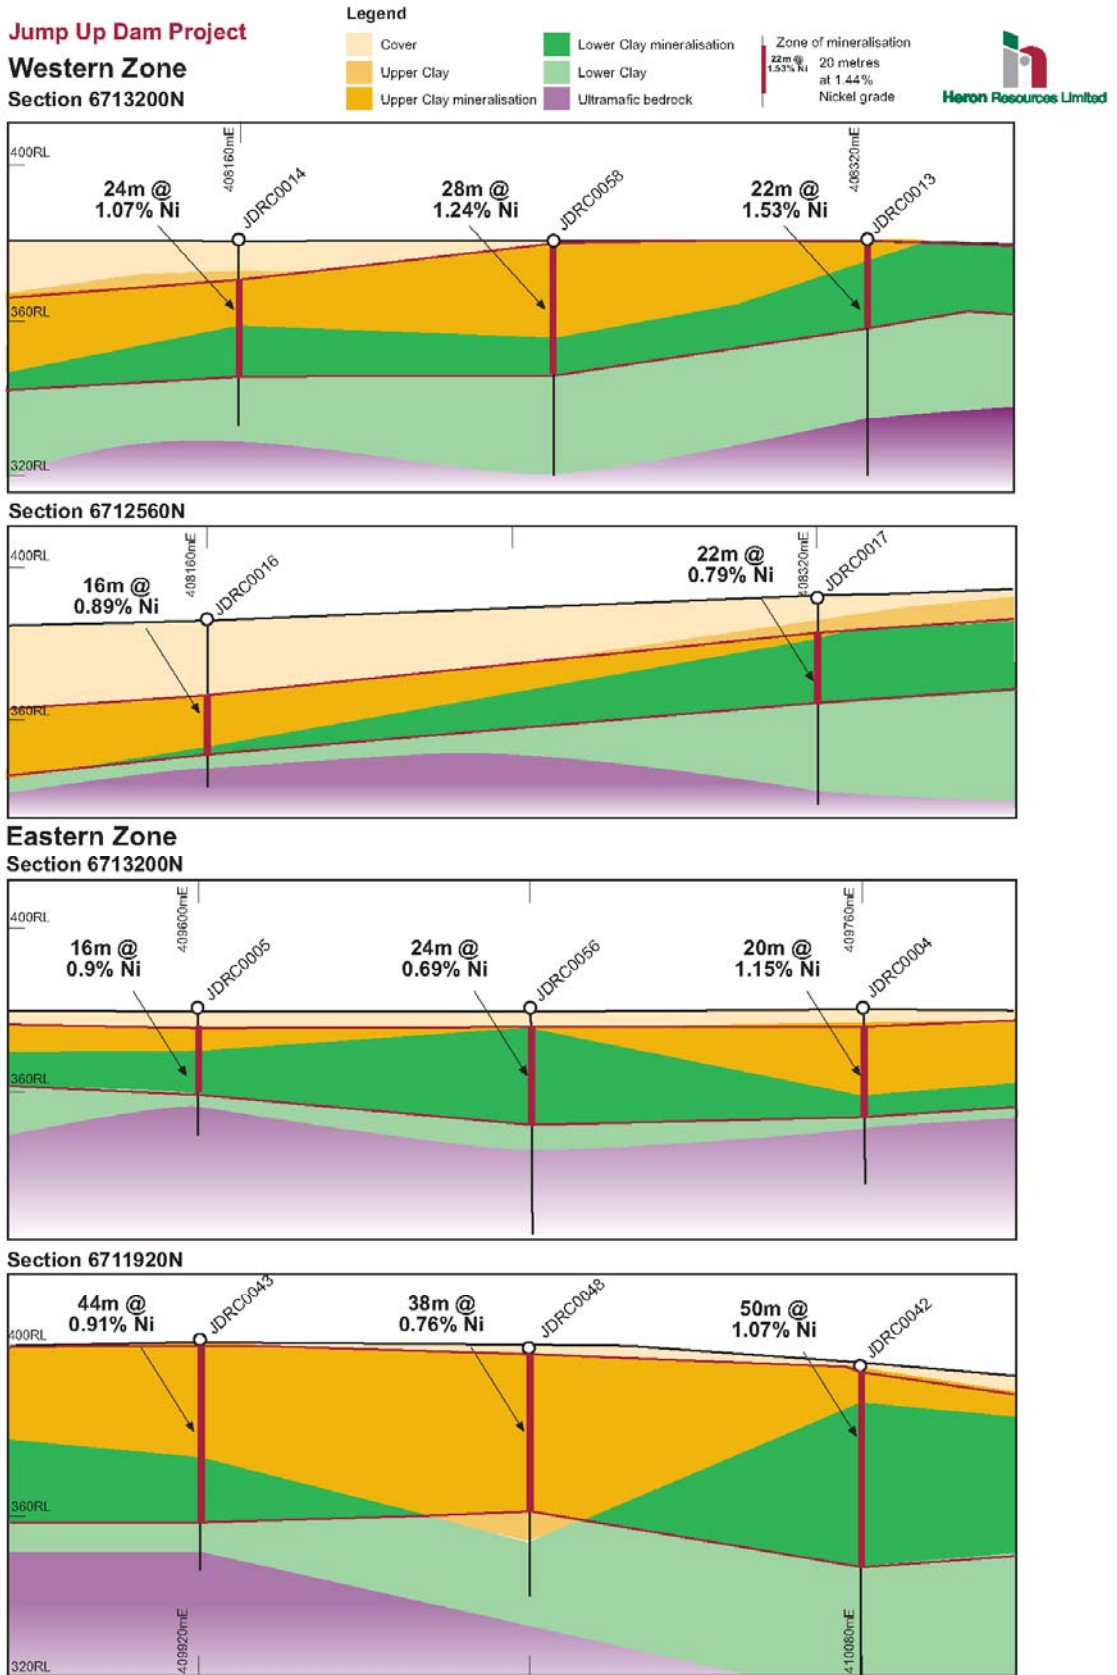 Jump Up Dam Project
Western Zone
Section 6713200N
Legend
Cover
Upper Clay
Upper Clay mineralisation
Lower Clay mineralisation
Lower Clay
Ultramafic bedrock
22m @
1.53% Ni
Zone of mineralisation
20 metres
at 1.44%
Nickel grade
Heron Resources Limited
400RL
360RL
320RL
408160mE
408320mE
24m @
1.07% Ni
JDRC0014
28m @
1.24% Ni
JDRC0058
22m @
1.53% Ni
JDRC0013
Section 6712560N
400RL
360RL
408160mE
408320mE
16m @
0.89% Ni
JDRC0016
22m @
0.79% Ni
JDRC0017
Eastern Zone
Section 6713200N
400RL
360RL
409600mE
409760mE
16m @
0.9% Ni
JDRC0005
24m @
0.69% Ni
JDRC0056
20m @
1.15% Ni
JDRC0004
Section 6711920N
400RL
360RL
320RL
44m @
0.91% Ni
JDRC0043
38m @
0.76% Ni
JDRC0048
50m @
1.07% Ni
JDRC0042
409920mE
410080mE